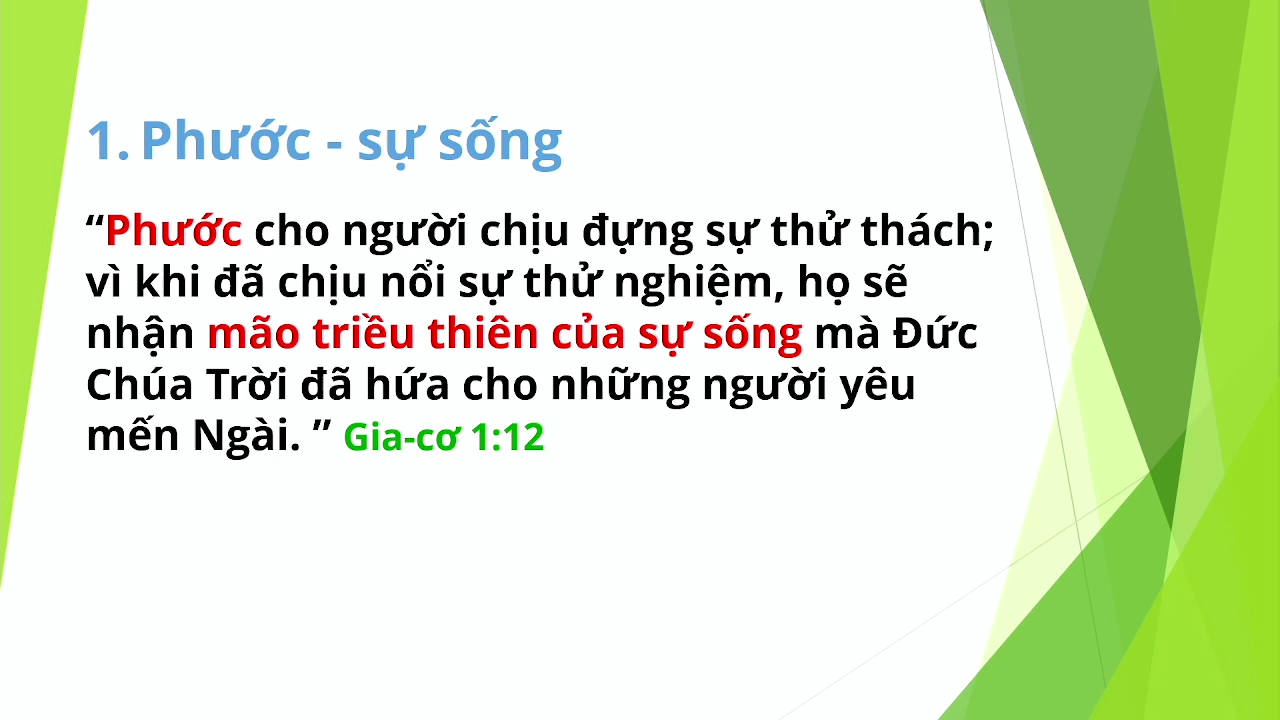 1. Phước - sự sống
“Phước cho người chịu đựng sự thử thách;
vì khi đã chịu nổi sự thử nghiệm, họ sẽ
nhận mão triều thiên của sự sống mà Đức
Chúa Trời đã hứa cho những người yêu
mến Ngài. ” Gia-cơ 1:12